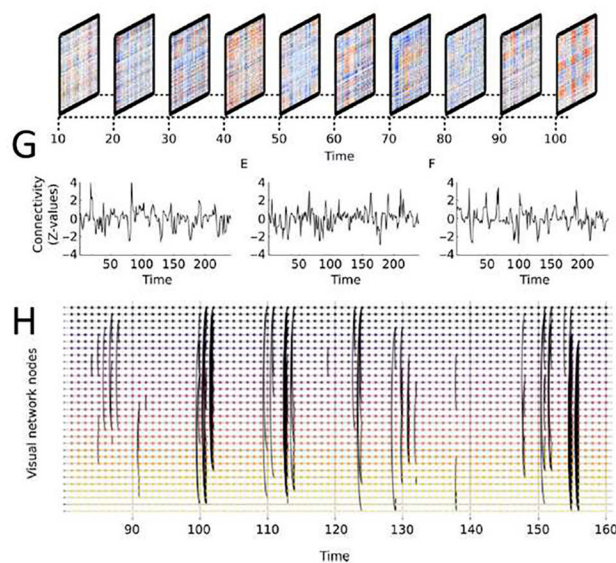 10 20 30 40 50 60 70 80 90 100
Time
G
E F
Connectivity
(Z-values)
4 4 4
2 2 2
0 0 0
−2 −2 −2
−4 −4 −4
50 100 150 200 50 100 150 200 50 100 150 200
Time Time Time
H
Visual network nodes
90 100 110 120 130 140 150 160
Time